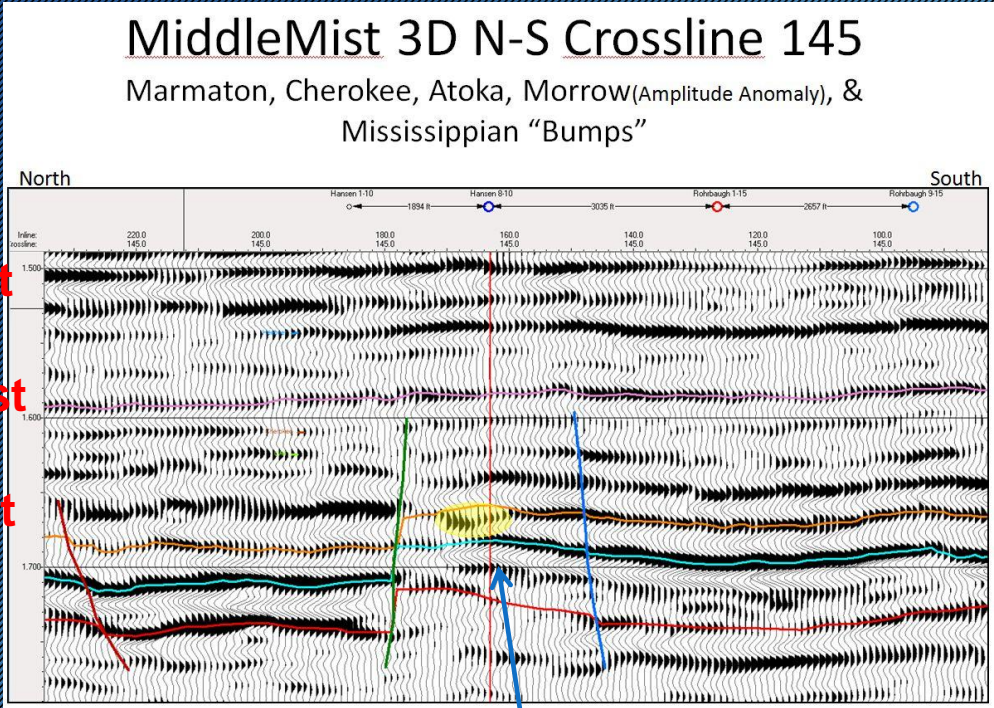 MiddleMist 3D N-S Crossline 145
Marmaton, Cherokee, Atoka, Morrow(Amplitude Anomaly), &
Mississippian “Bumps”
North South
Hansen 1-10 Hansen 8-10 Rohrbaugh 1-15 Rohrbaugh 9-15
1894 ft 3035 ft 2657 ft
Inline: 220.0 200.0 180.0 160.0 140.0 120.0 100.0
rossline: 145.0 145.0 145.0 145.0 145.0 145.0 145.0
1.500
t
st
1.600
t
1.700